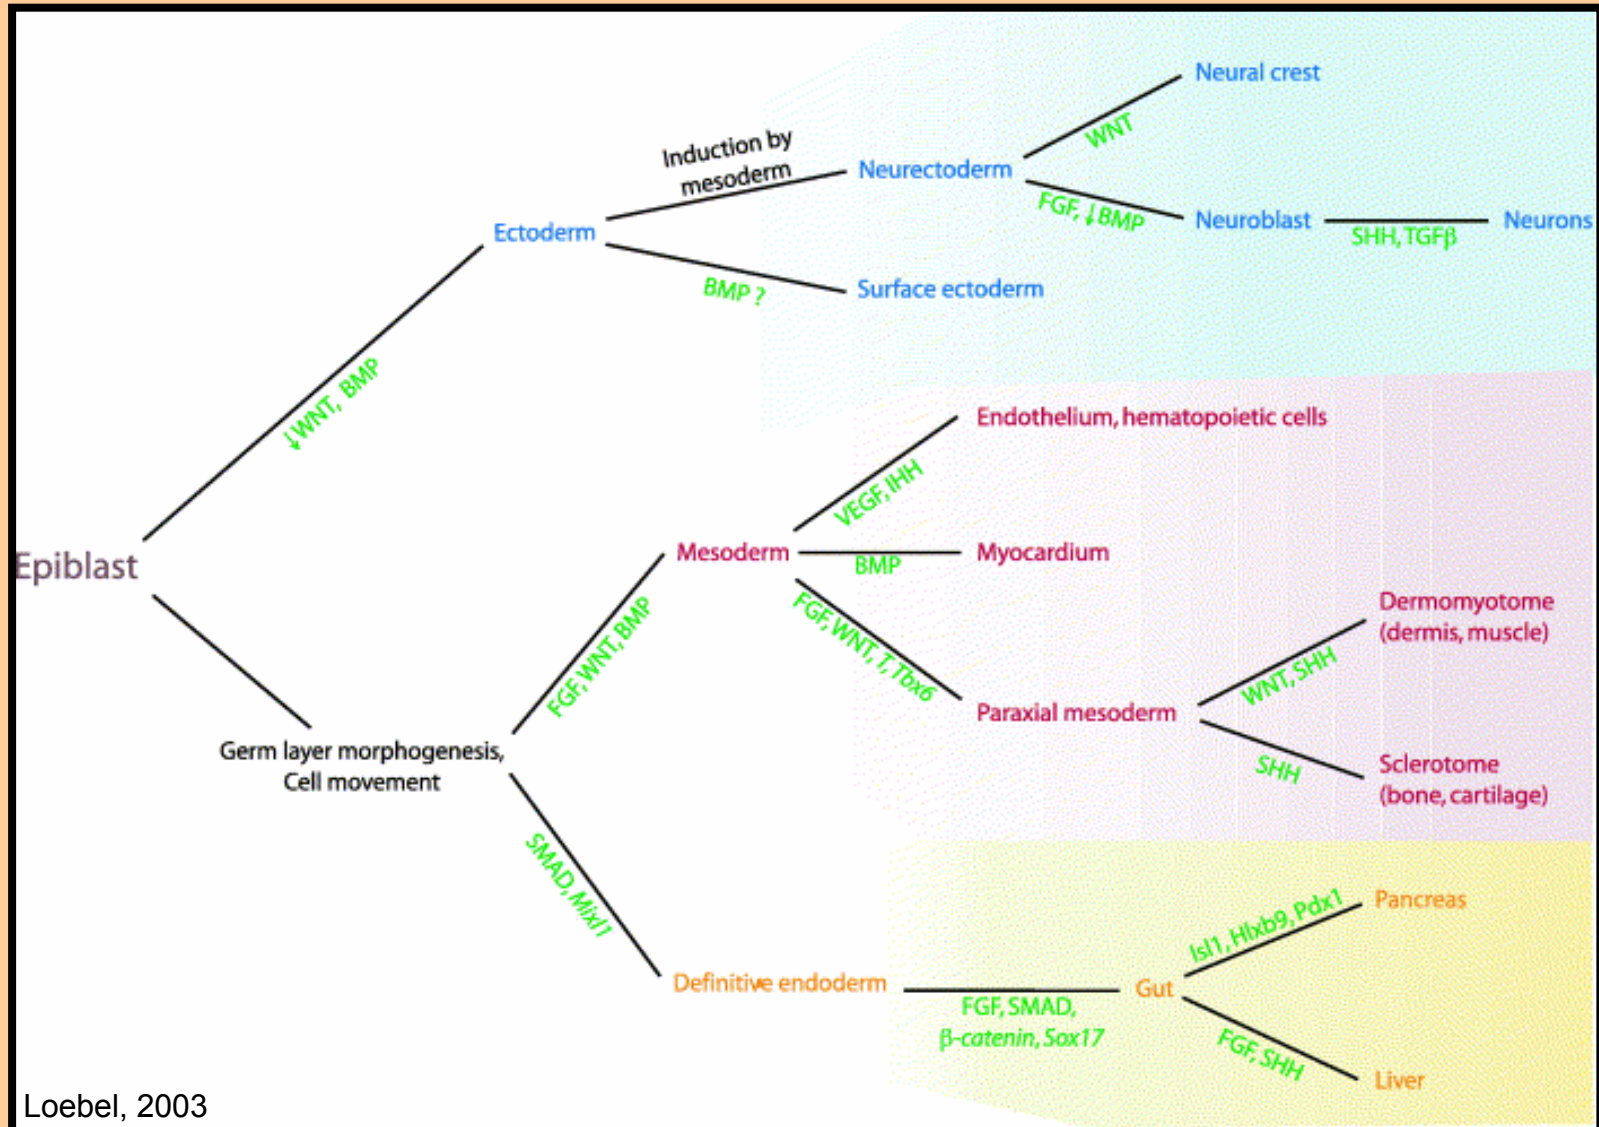 Neural crest
WNT
Induction by
mesoderm
Neurectoderm
FGF, ↓BMP
Neuroblast
SHH, TGFβ
Neurons
Ectoderm
BMP ?
Surface ectoderm
↓WNT, BMP
Endothelium, hematopoietic cells
VEGF, IHH
Epiblast
Mesoderm
BMP
Myocardium
FGF, WNT, BMP
FGF, WNT, T, Tbx6
Dermomyotome
(dermis, muscle)
WNT, SHH
Paraxial mesoderm
Germ layer morphogenesis,
Cell movement
SHH
Sclerotome
(bone, cartilage)
SMAD, Mixl1
Isl1, Hlxb9, Pdx1
Pancreas
Definitive endoderm
FGF, SMAD,
β-catenin, Sox17
Gut
FGF, SHH
Liver
Loebel, 2003